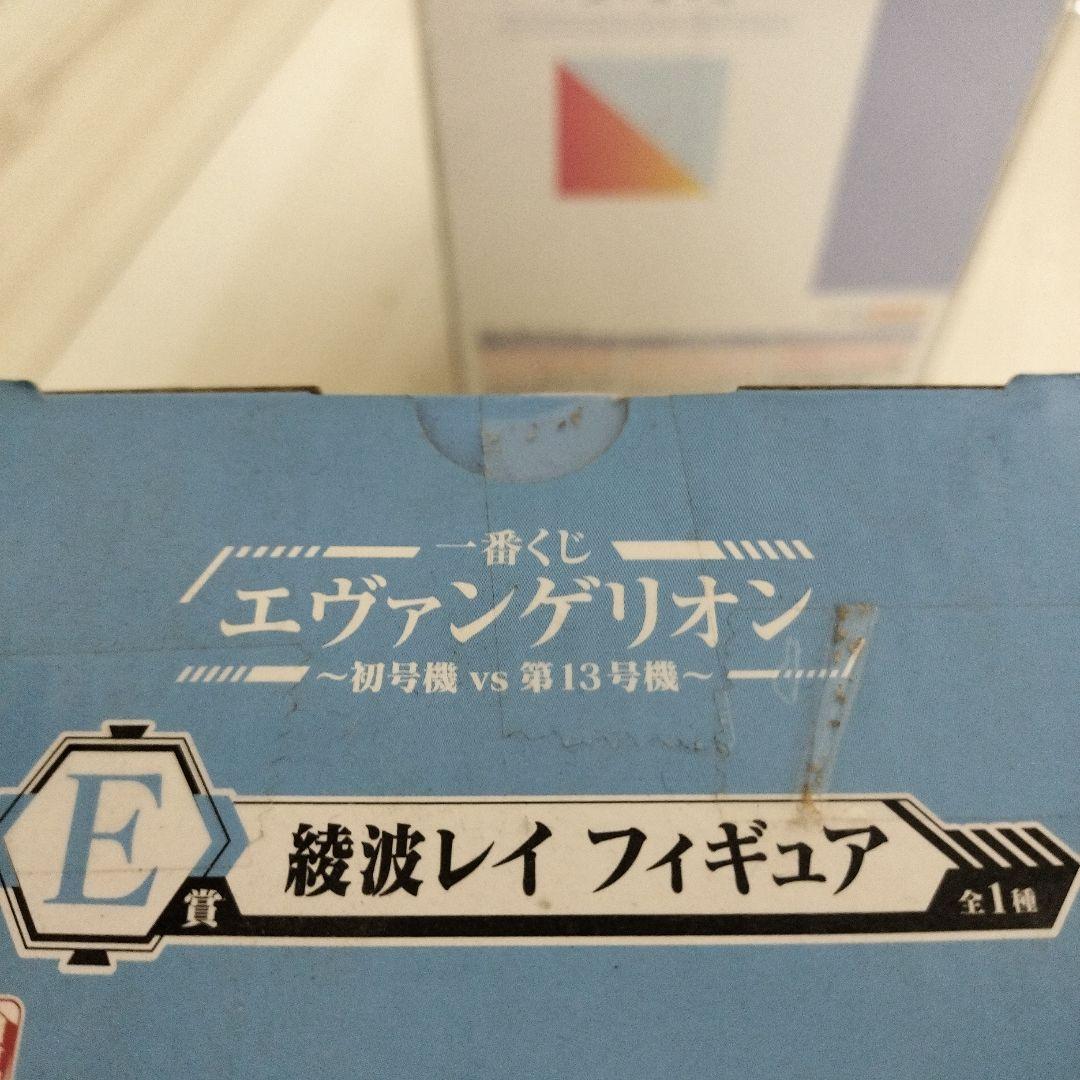 一番くじ
エヴァンゲリオン
～初号機 vs 第13号機～
E賞
綾波レイ フィギュア
全1種